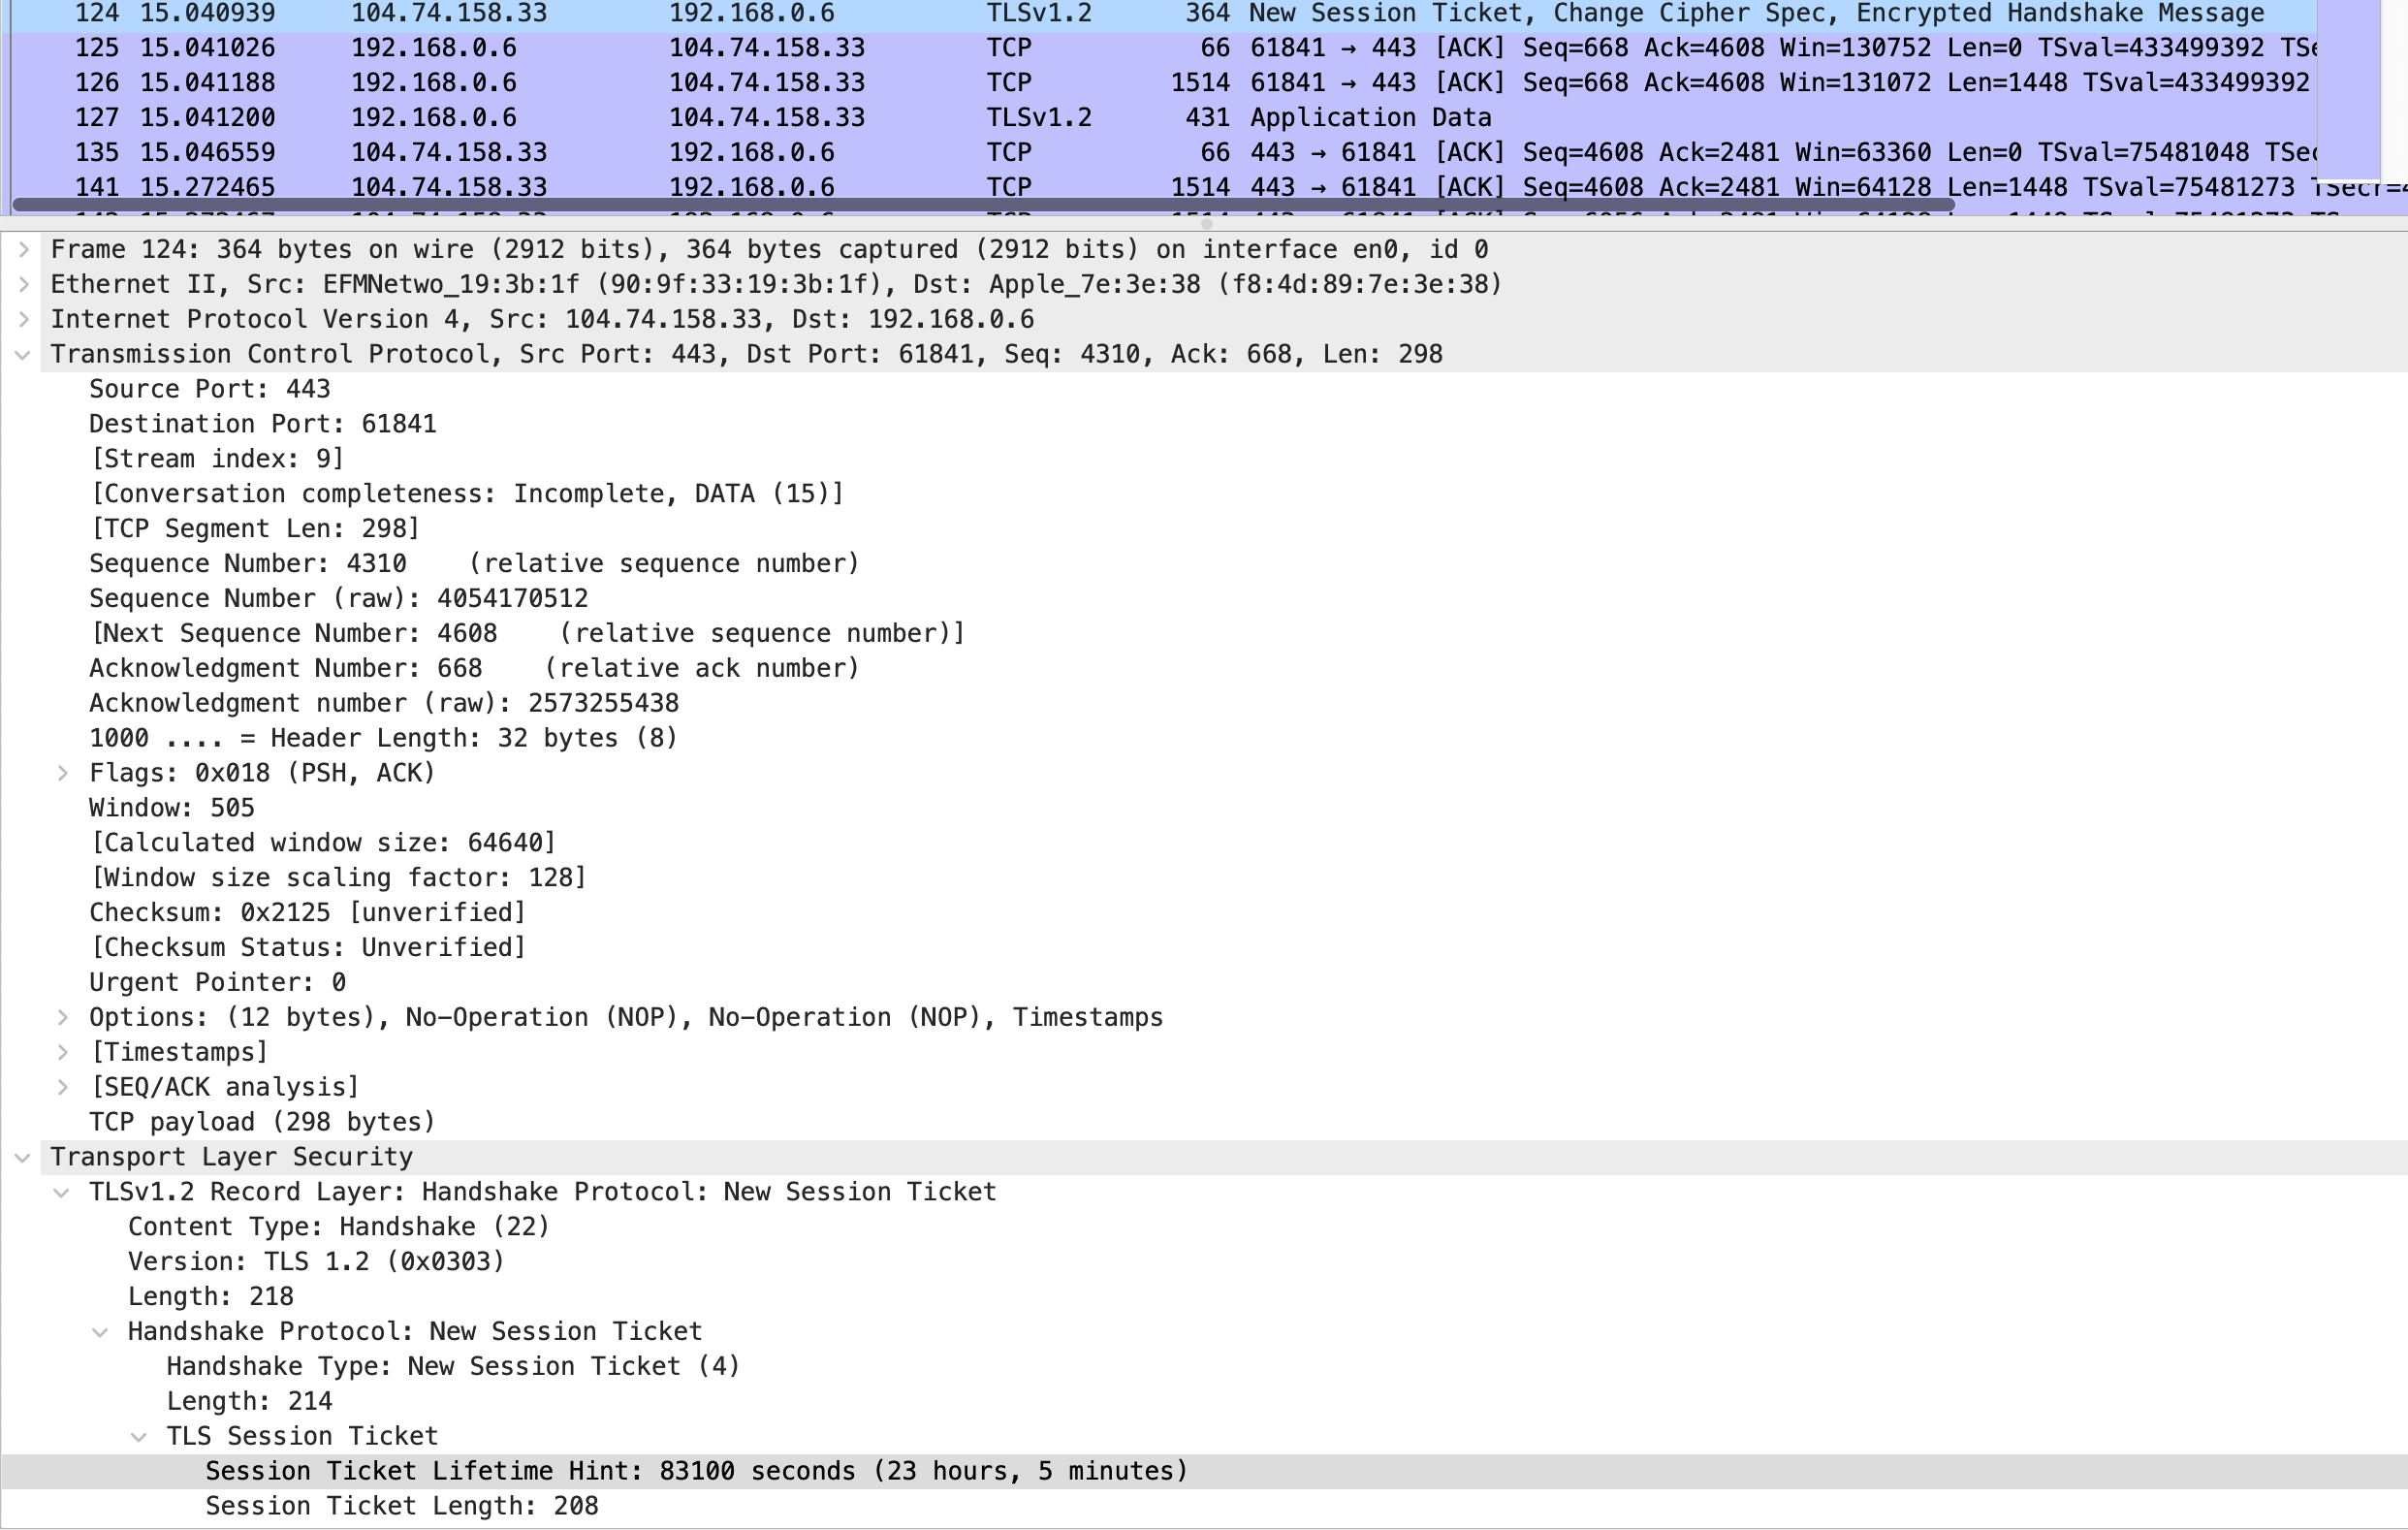 124 15.040939 104.74.158.33 192.168.0.6 TLSv1.2 364 New Session Ticket, Change Cipher Spec, Encrypted Handshake Message
125 15.041026 192.168.0.6 104.74.158.33 TCP 66 61841 → 443 [ACK] Seq=668 Ack=4608 Win=130752 Len=0 TSval=433499392
126 15.041188 192.168.0.6 104.74.158.33 TCP 1514 61841 → 443 [ACK] Seq=668 Ack=4608 Win=131072 Len=1448 TSval=433499392
127 15.041200 192.168.0.6 104.74.158.33 TLSv1.2 431 Application Data
135 15.046559 104.74.158.33 192.168.0.6 TCP 66 443 → 61841 [ACK] Seq=4608 Ack=2481 Win=63360 Len=0 TSval=75481048
141 15.272465 104.74.158.33 192.168.0.6 TCP 1514 443 → 61841 [ACK] Seq=4608 Ack=2481 Win=64128 Len=1448 TSval=75481273
Frame 124: 364 bytes on wire (2912 bits), 364 bytes captured (2912 bits) on interface en0, id 0
Ethernet II, Src: EFMNetwo_19:3b:1f (90:9f:33:19:3b:1f), Dst: Apple_7e:3e:38 (f8:4d:89:7e:3e:38)
Internet Protocol Version 4, Src: 104.74.158.33, Dst: 192.168.0.6
Transmission Control Protocol, Src Port: 443, Dst Port: 61841, Seq: 4310, Ack: 668, Len: 298
Source Port: 443
Destination Port: 61841
[Stream index: 9]
[Conversation completeness: Incomplete, DATA (15)]
[TCP Segment Len: 298]
Sequence Number: 4310 (relative sequence number)
Sequence Number (raw): 4054170512
[Next Sequence Number: 4608 (relative sequence number)]
Acknowledgment Number: 668 (relative ack number)
Acknowledgment number (raw): 2573255438
1000 .... = Header Length: 32 bytes (8)
Flags: 0x018 (PSH, ACK)
Window: 505
[Calculated window size: 64640]
[Window size scaling factor: 128]
Checksum: 0x2125 [unverified]
[Checksum Status: Unverified]
Urgent Pointer: 0
Options: (12 bytes), No-Operation (NOP), No-Operation (NOP), Timestamps
[Timestamps]
[SEQ/ACK analysis]
TCP payload (298 bytes)
Transport Layer Security
TLSv1.2 Record Layer: Handshake Protocol: New Session Ticket
Content Type: Handshake (22)
Version: TLS 1.2 (0x0303)
Length: 218
Handshake Protocol: New Session Ticket
Handshake Type: New Session Ticket (4)
Length: 214
TLS Session Ticket
Session Ticket Lifetime Hint: 83100 seconds (23 hours, 5 minutes)
Session Ticket Length: 208